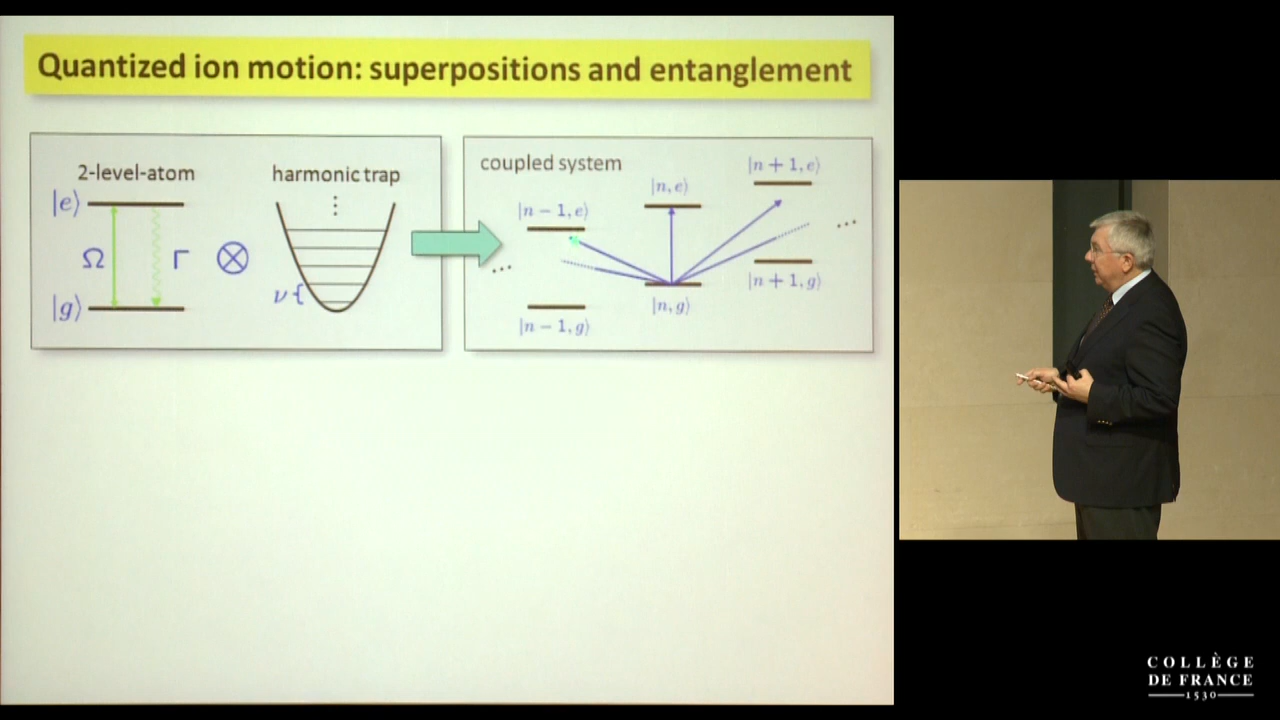 Quantized ion motion: superpositions and entanglement
2-level-atom
|e⟩
Ω
Γ
|g⟩
⊗
harmonic trap
⋮
ν{
coupled system
|n − 1, e⟩
|n, e⟩
|n + 1, e⟩
...
...
|n − 1, g⟩
|n, g⟩
|n + 1, g⟩
COLLÈGE
DE FRANCE
1530